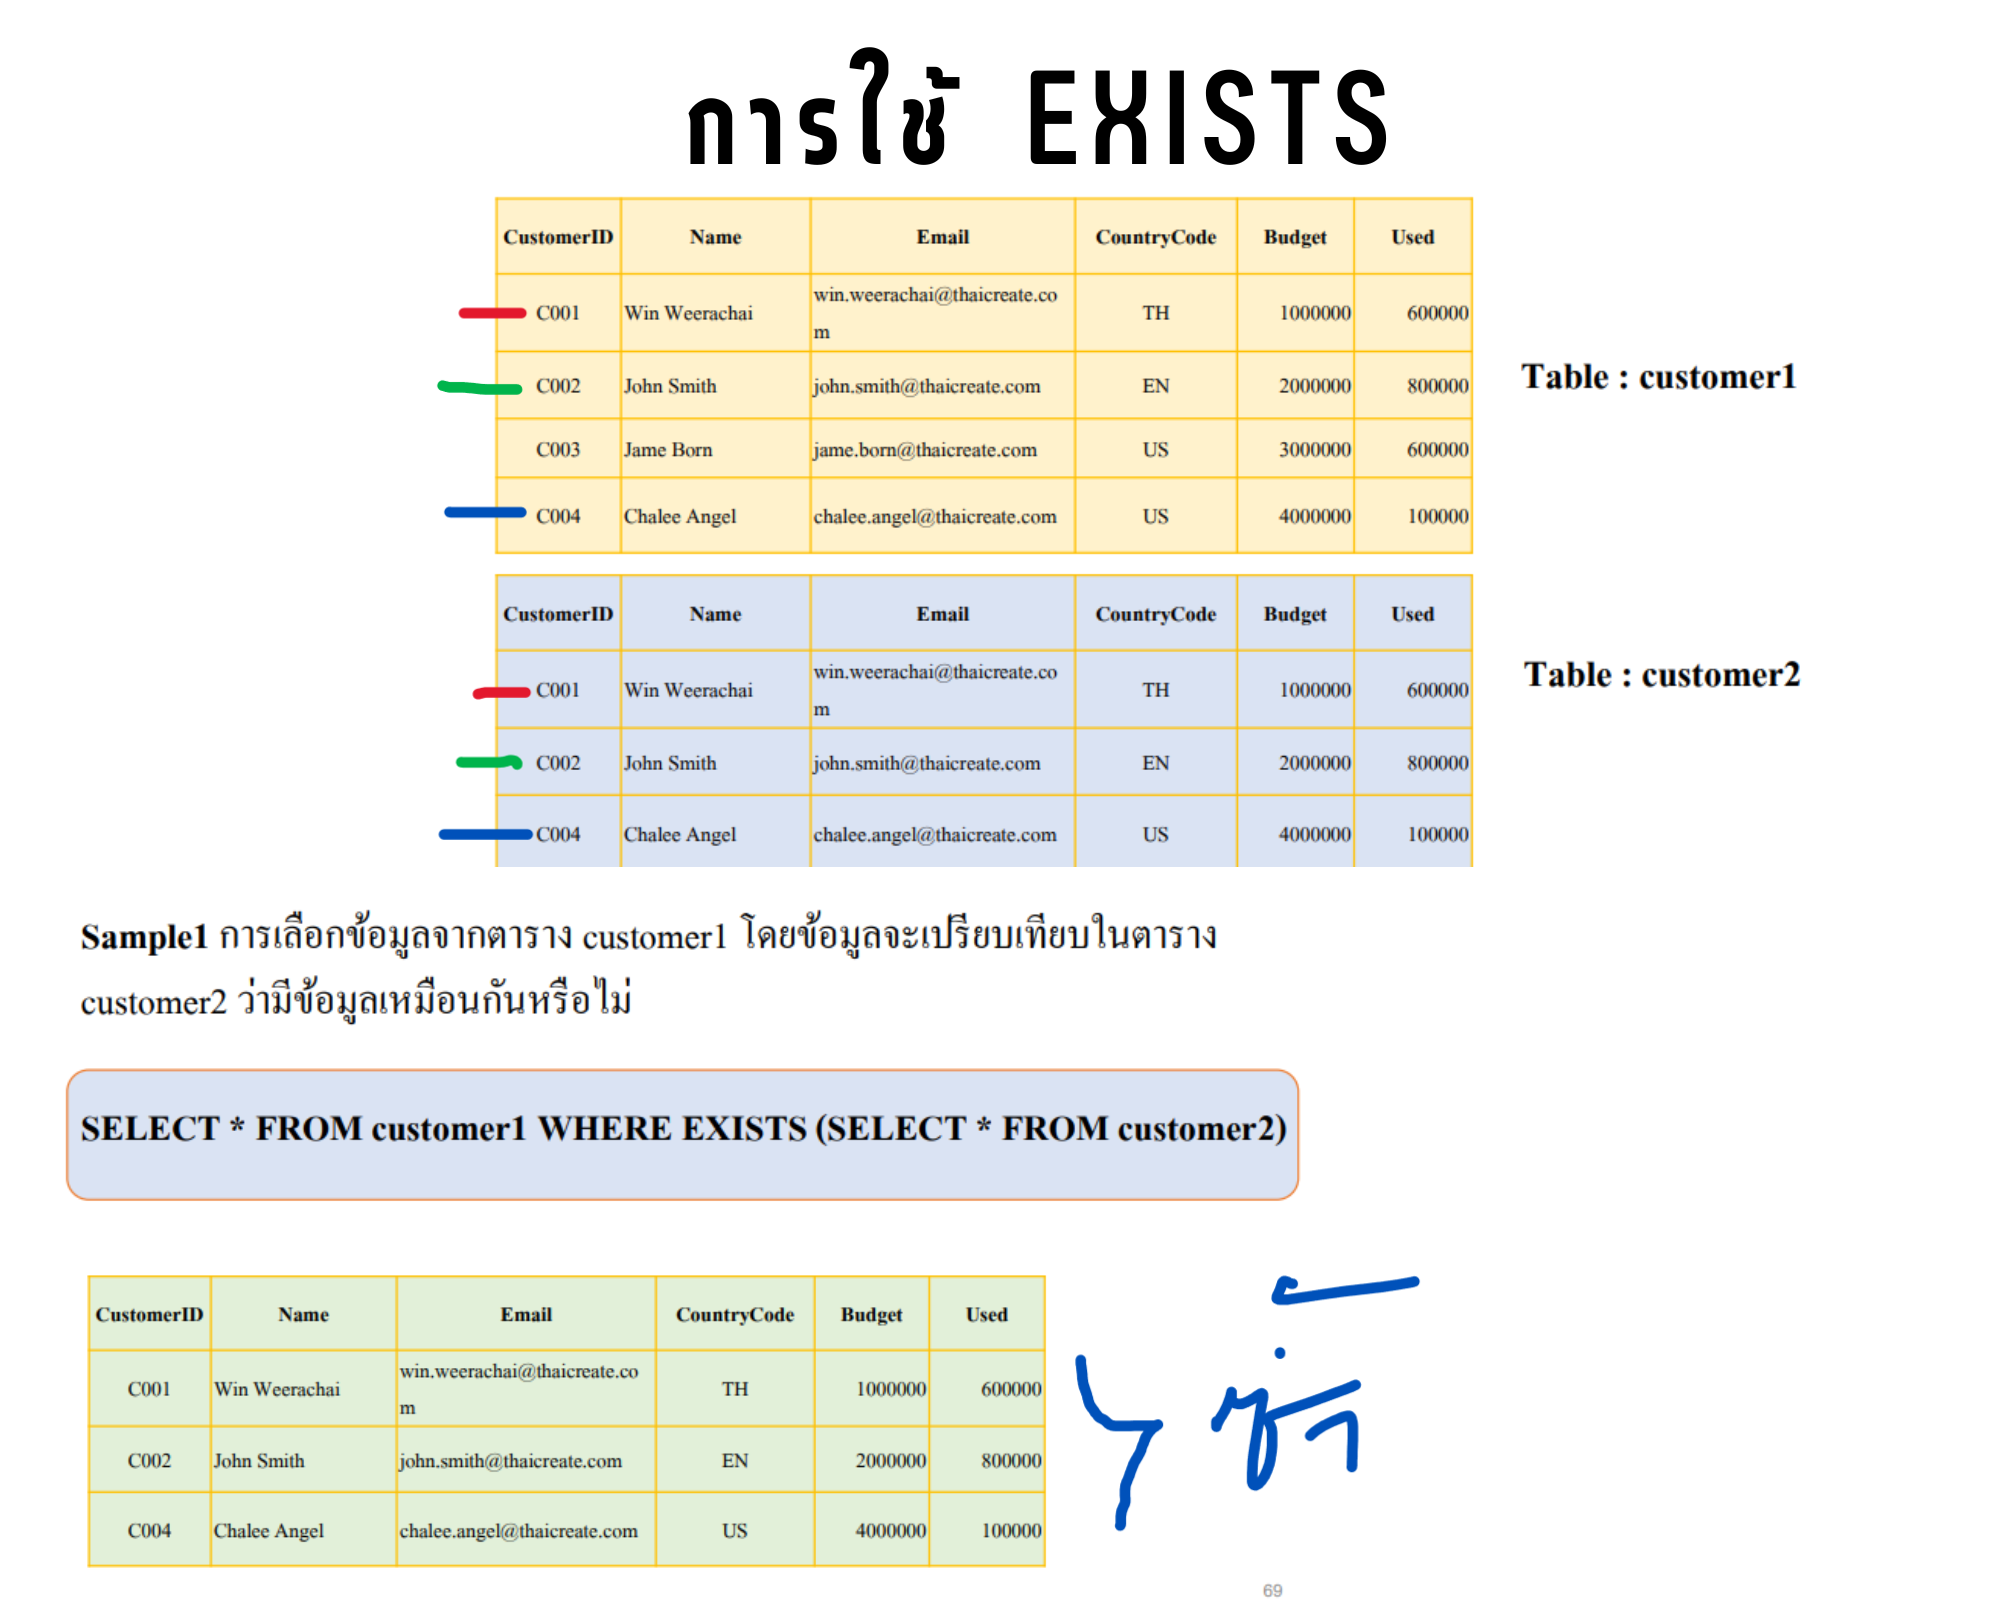 การใช้ EXISTS
CustomerID Name Email CountryCode Budget Used
C001 Win Weerachai win.weerachai@thaicreate.co
m TH 1000000 600000
C002 John Smith john.smith@thaicreate.com EN 2000000 800000
C003 Jame Born jame.born@thaicreate.com US 3000000 600000
C004 Chalee Angel chalee.angel@thaicreate.com US 4000000 100000
Table : customer1
CustomerID Name Email CountryCode Budget Used
C001 Win Weerachai win.weerachai@thaicreate.co
m TH 1000000 600000
C002 John Smith john.smith@thaicreate.com EN 2000000 800000
C004 Chalee Angel chalee.angel@thaicreate.com US 4000000 100000
Table : customer2
Sample1 การเลือกข้อมูลจากตาราง customer1 โดยข้อมูลจะเปรียบเทียบในตาราง
customer2 ว่ามีข้อมูลเหมือนกันหรือไม่
SELECT * FROM customer1 WHERE EXISTS (SELECT * FROM customer2)
CustomerID Name Email CountryCode Budget Used
C001 Win Weerachai win.weerachai@thaicreate.co
m TH 1000000 600000
C002 John Smith john.smith@thaicreate.com EN 2000000 800000
C004 Chalee Angel chalee.angel@thaicreate.com US 4000000 100000
69